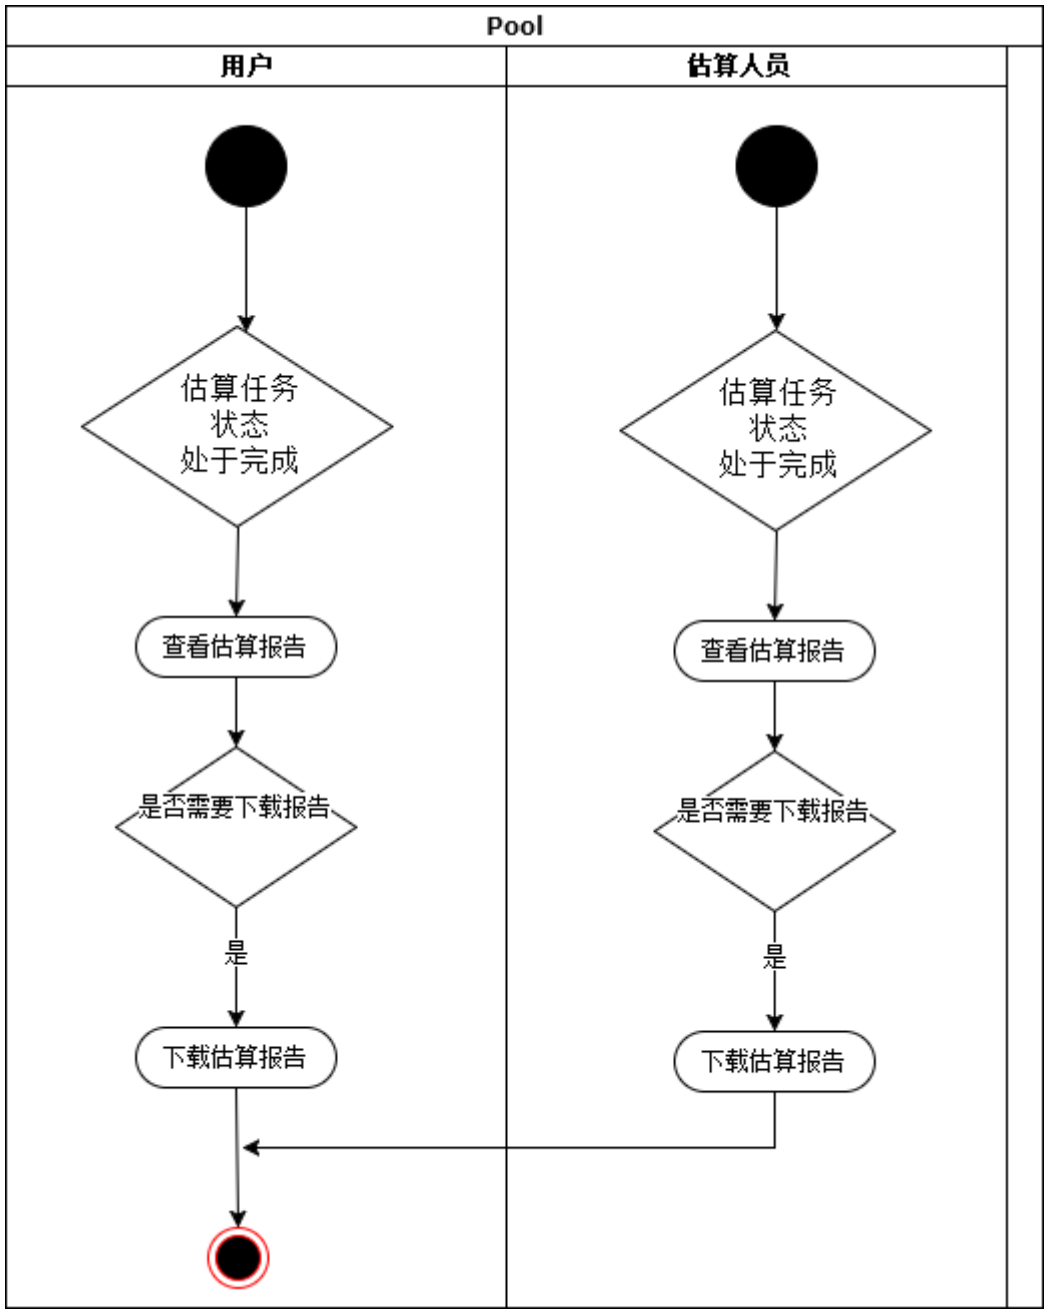 Pool
用户
估算人员
估算任务
状态
处于完成
估算任务
状态
处于完成
查看估算报告
查看估算报告
是否需要下载报告
是否需要下载报告
是
是
下载估算报告
下载估算报告